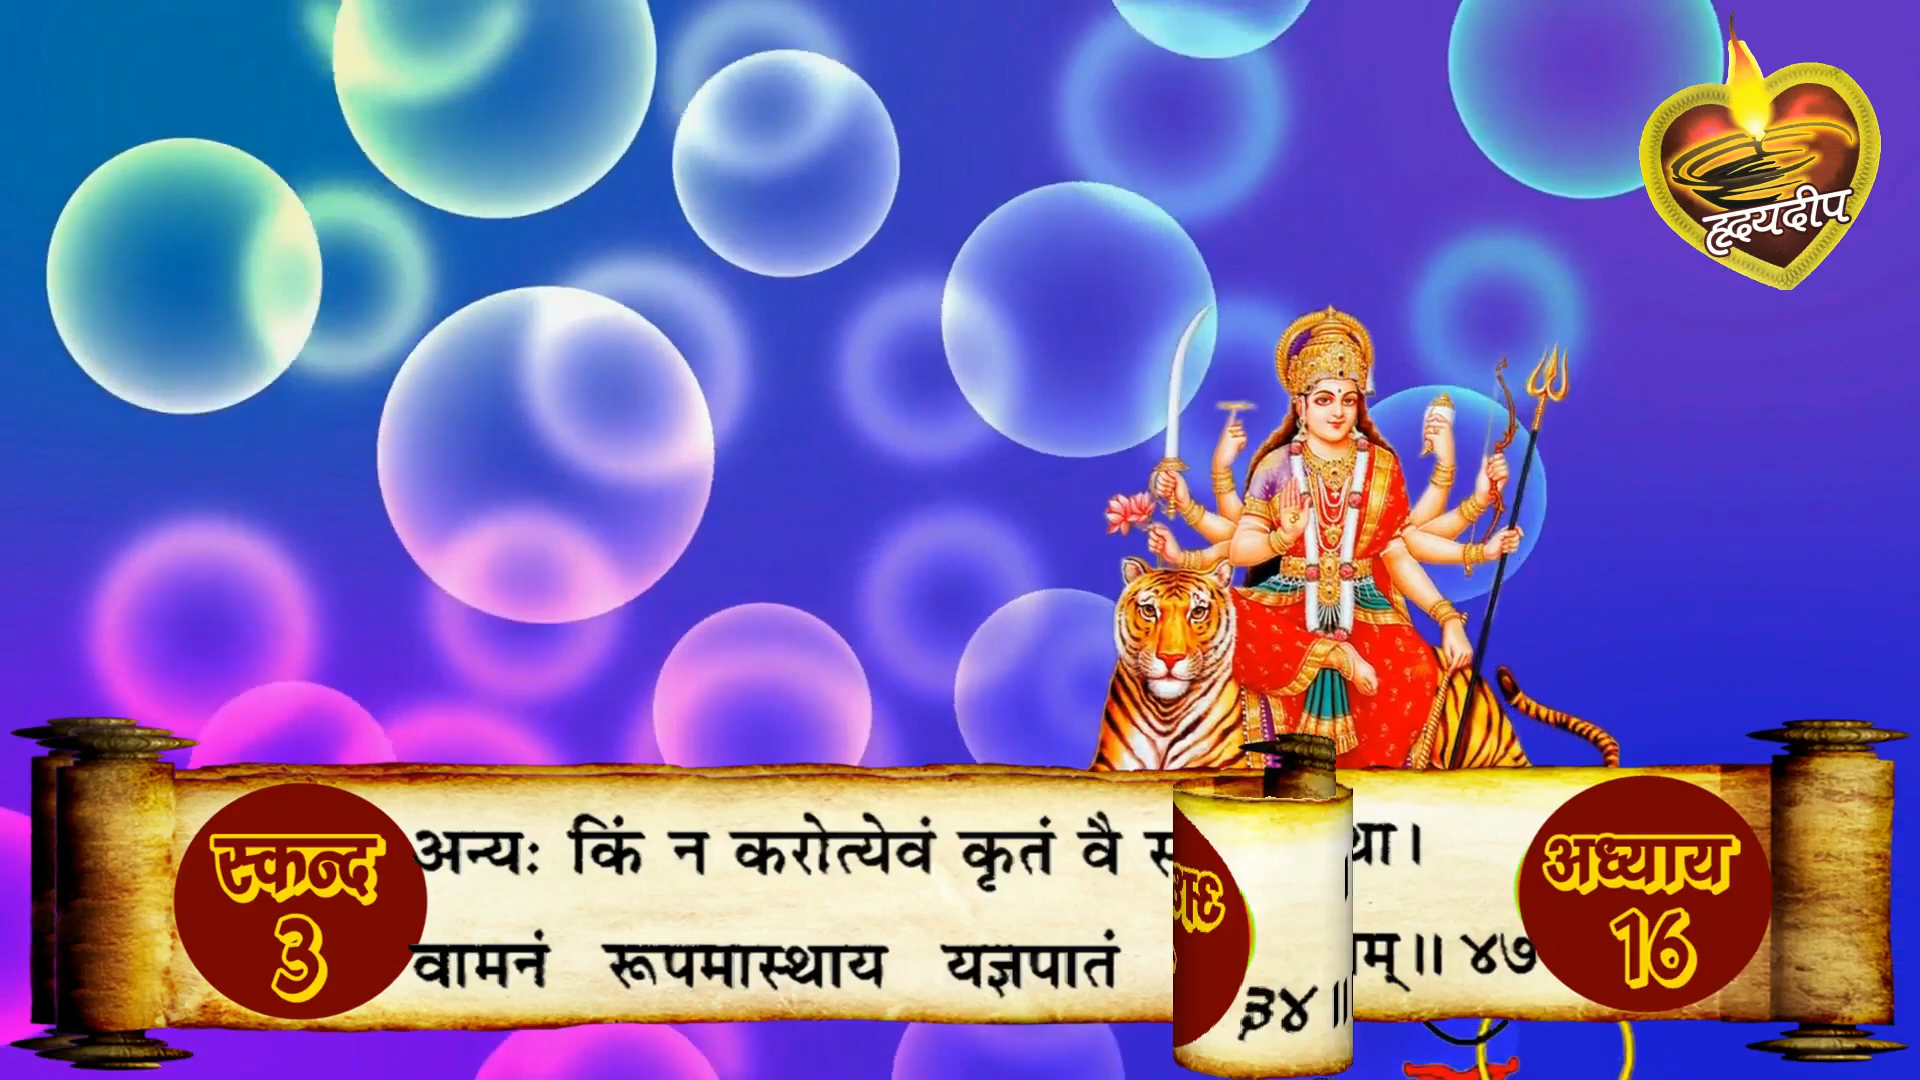 हृदयदीप
स्कन्द
3
अन्यः किं न करोत्येवं कृतं वै
वामनं रूपमास्थाय यज्ञपातं
३४ ॥
था।
म्॥ ४७
अध्याय
16